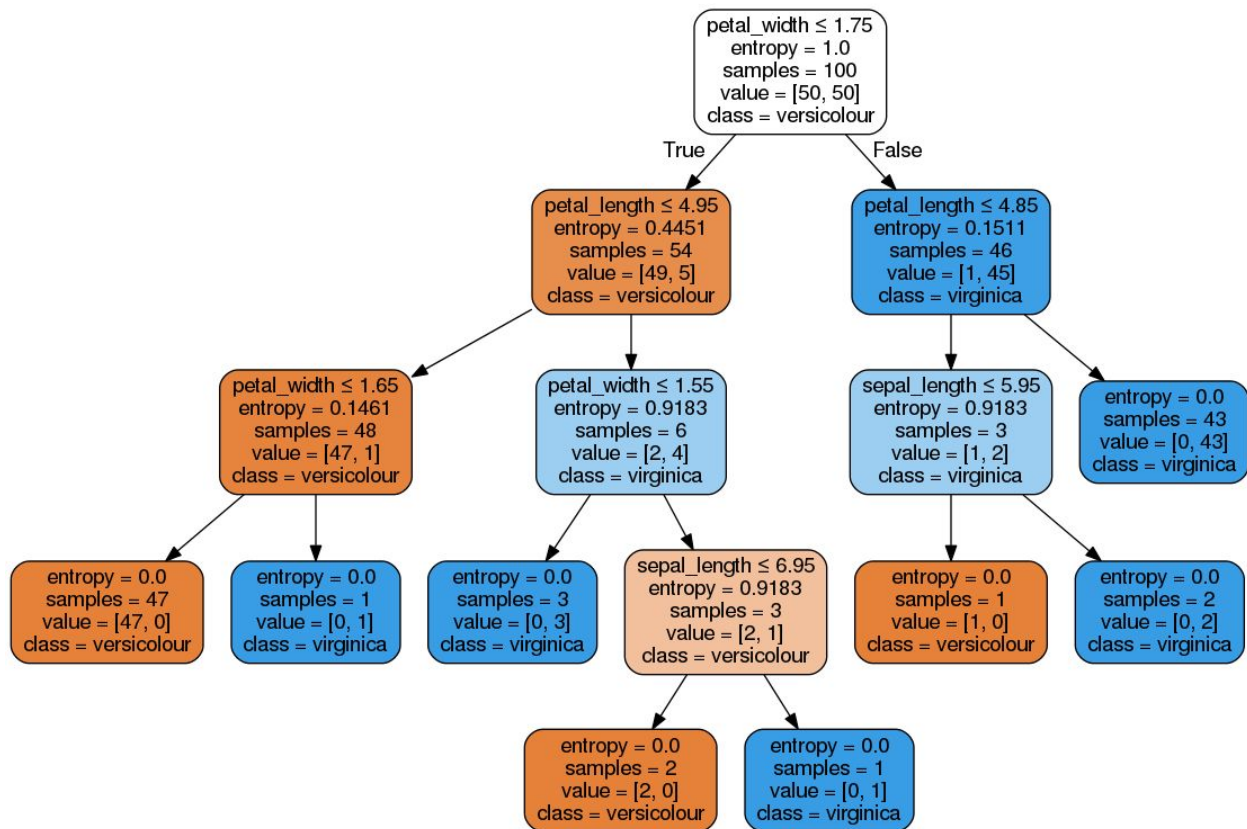 petal_width ≤ 1.75
entropy = 1.0
samples = 100
value = [50, 50]
class = versicolour
True
False
petal_length ≤ 4.95
entropy = 0.4451
samples = 54
value = [49, 5]
class = versicolour
petal_length ≤ 4.85
entropy = 0.1511
samples = 46
value = [1, 45]
class = virginica
petal_width ≤ 1.65
entropy = 0.1461
samples = 48
value = [47, 1]
class = versicolour
petal_width ≤ 1.55
entropy = 0.9183
samples = 6
value = [2, 4]
class = virginica
sepal_length ≤ 5.95
entropy = 0.9183
samples = 3
value = [1, 2]
class = virginica
entropy = 0.0
samples = 43
value = [0, 43]
class = virginica
entropy = 0.0
samples = 47
value = [47, 0]
class = versicolour
entropy = 0.0
samples = 1
value = [0, 1]
class = virginica
entropy = 0.0
samples = 3
value = [0, 3]
class = virginica
sepal_length ≤ 6.95
entropy = 0.9183
samples = 3
value = [2, 1]
class = versicolour
entropy = 0.0
samples = 1
value = [1, 0]
class = versicolour
entropy = 0.0
samples = 2
value = [0, 2]
class = virginica
entropy = 0.0
samples = 2
value = [2, 0]
class = versicolour
entropy = 0.0
samples = 1
value = [0, 1]
class = virginica